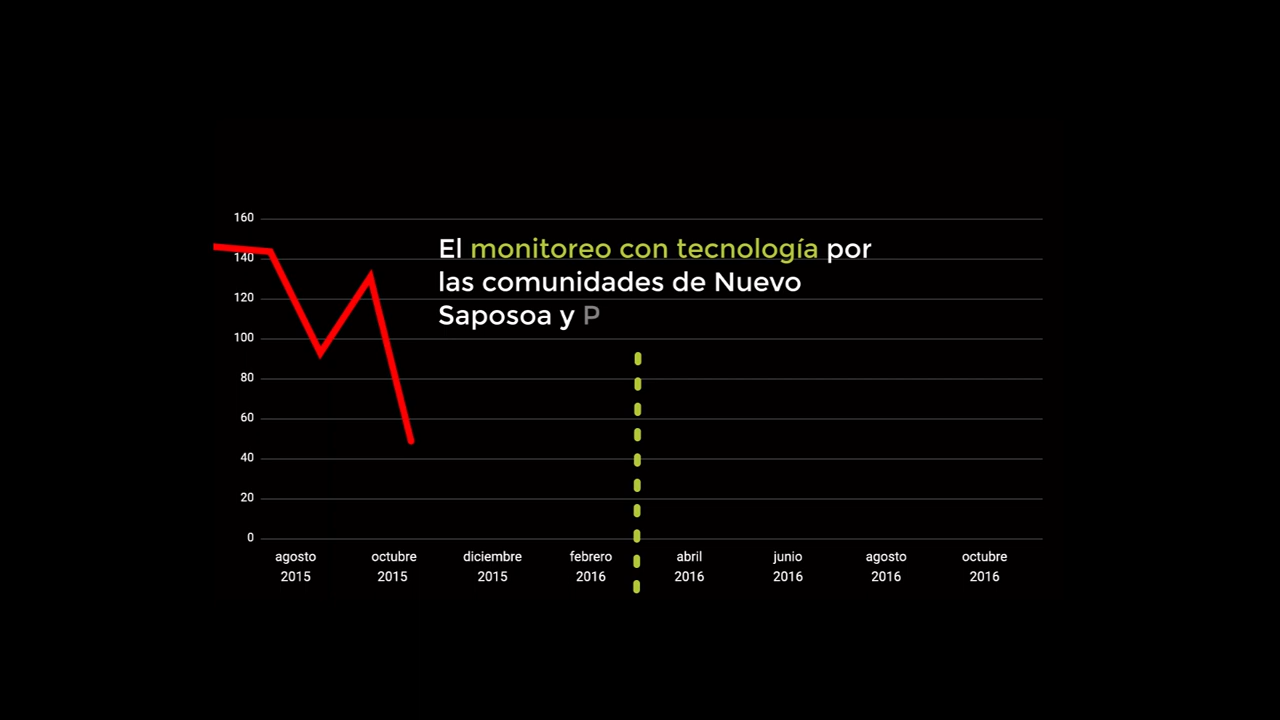 160
140
120
100
80
60
40
20
0
El monitoreo con tecnología por
las comunidades de Nuevo
Saposoa y P
agosto octubre diciembre febrero abril junio agosto octubre
2015 2015 2015 2016 2016 2016 2016 2016